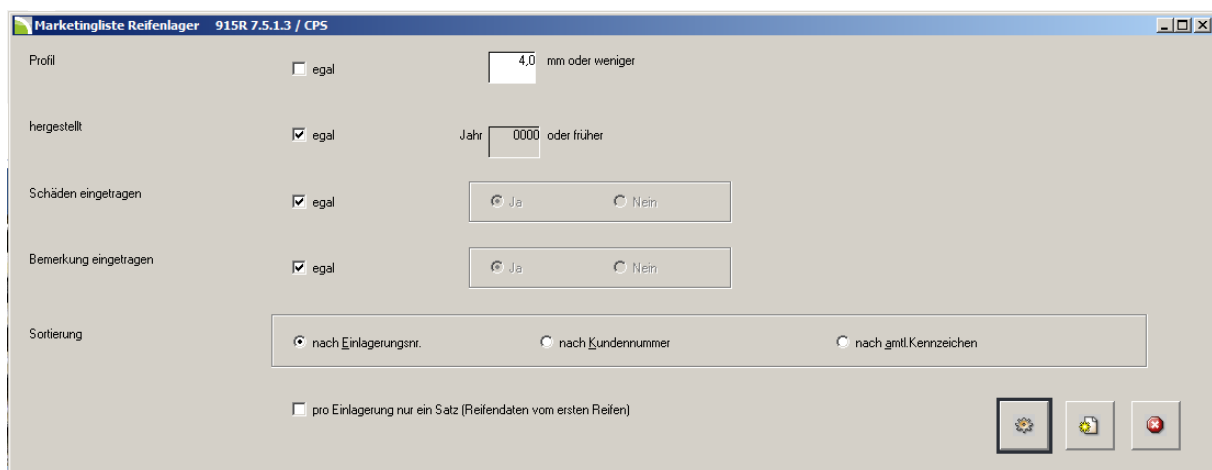 Marketingliste Reifenlager 915R 7.5.1.3 / CPS
Profil egal 4,0 mm oder weniger
hergestellt egal Jahr 0000 oder früher
Schäden eingetragen egal Ja Nein
Bemerkung eingetragen egal Ja Nein
Sortierung nach Einlagerungsnr. nach Kundennummer nach amtl.Kennzeichen
pro Einlagerung nur ein Satz (Reifendaten vom ersten Reifen)